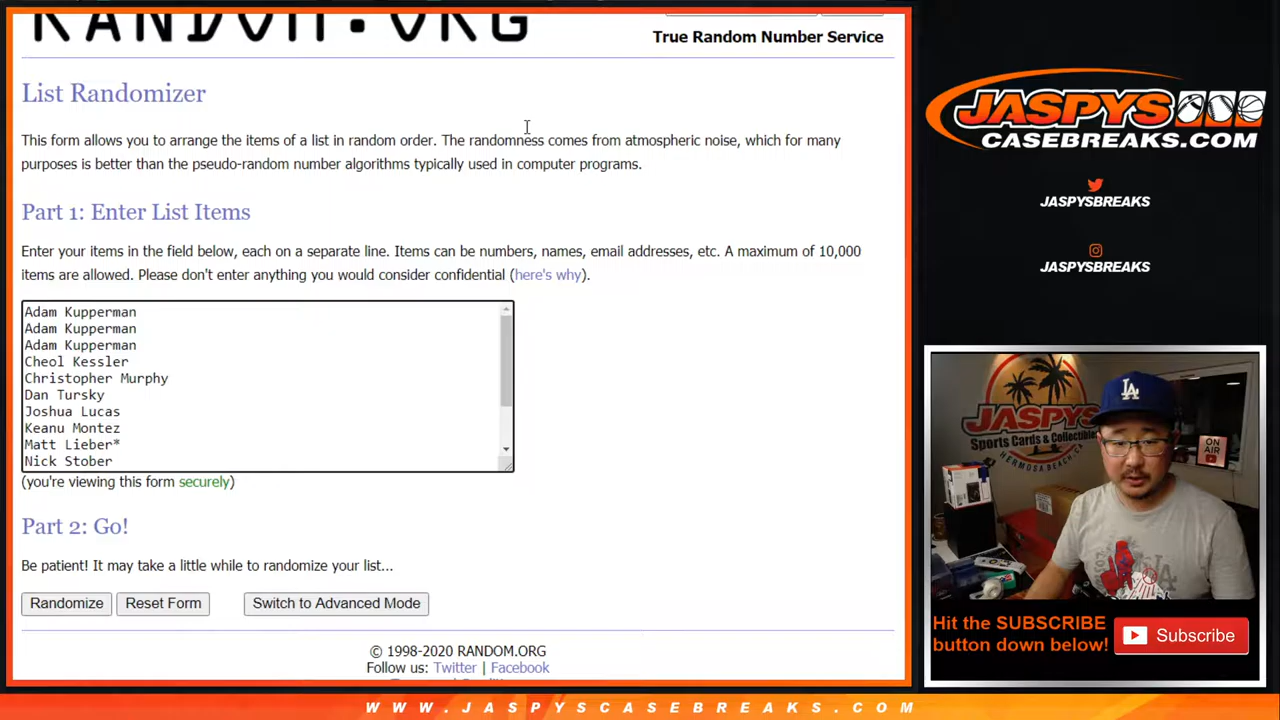 RANDOM.ORG
True Random Number Service
List Randomizer
This form allows you to arrange the items of a list in random order. The randomness comes from atmospheric noise, which for many
purposes is better than the pseudo-random number algorithms typically used in computer programs.
Part 1: Enter List Items
Enter your items in the field below, each on a separate line. Items can be numbers, names, email addresses, etc. A maximum of 10,000
items are allowed. Please don't enter anything you would consider confidential (here's why).
Adam Kupperman
Adam Kupperman
Adam Kupperman
Cheol Kessler
Christopher Murphy
Dan Tursky
Joshua Lucas
Keanu Montez
Matt Lieber*
Nick Stober
(you're viewing this form securely)
Part 2: Go!
Be patient! It may take a little while to randomize your list...
Randomize
Reset Form
Switch to Advanced Mode
© 1998-2020 RANDOM.ORG
Follow us: Twitter | Facebook
JASPYS
CASEBREAKS.COM
JASPYSBREAKS
JASPYSBREAKS
JASPYS
Sports Cards & Collectibles
HERMOSA BEACH, CA
LA
ON
AIR
Hit the SUBSCRIBE
button down below!
Subscribe
WWW.JASPYSCASEBREAKS.COM